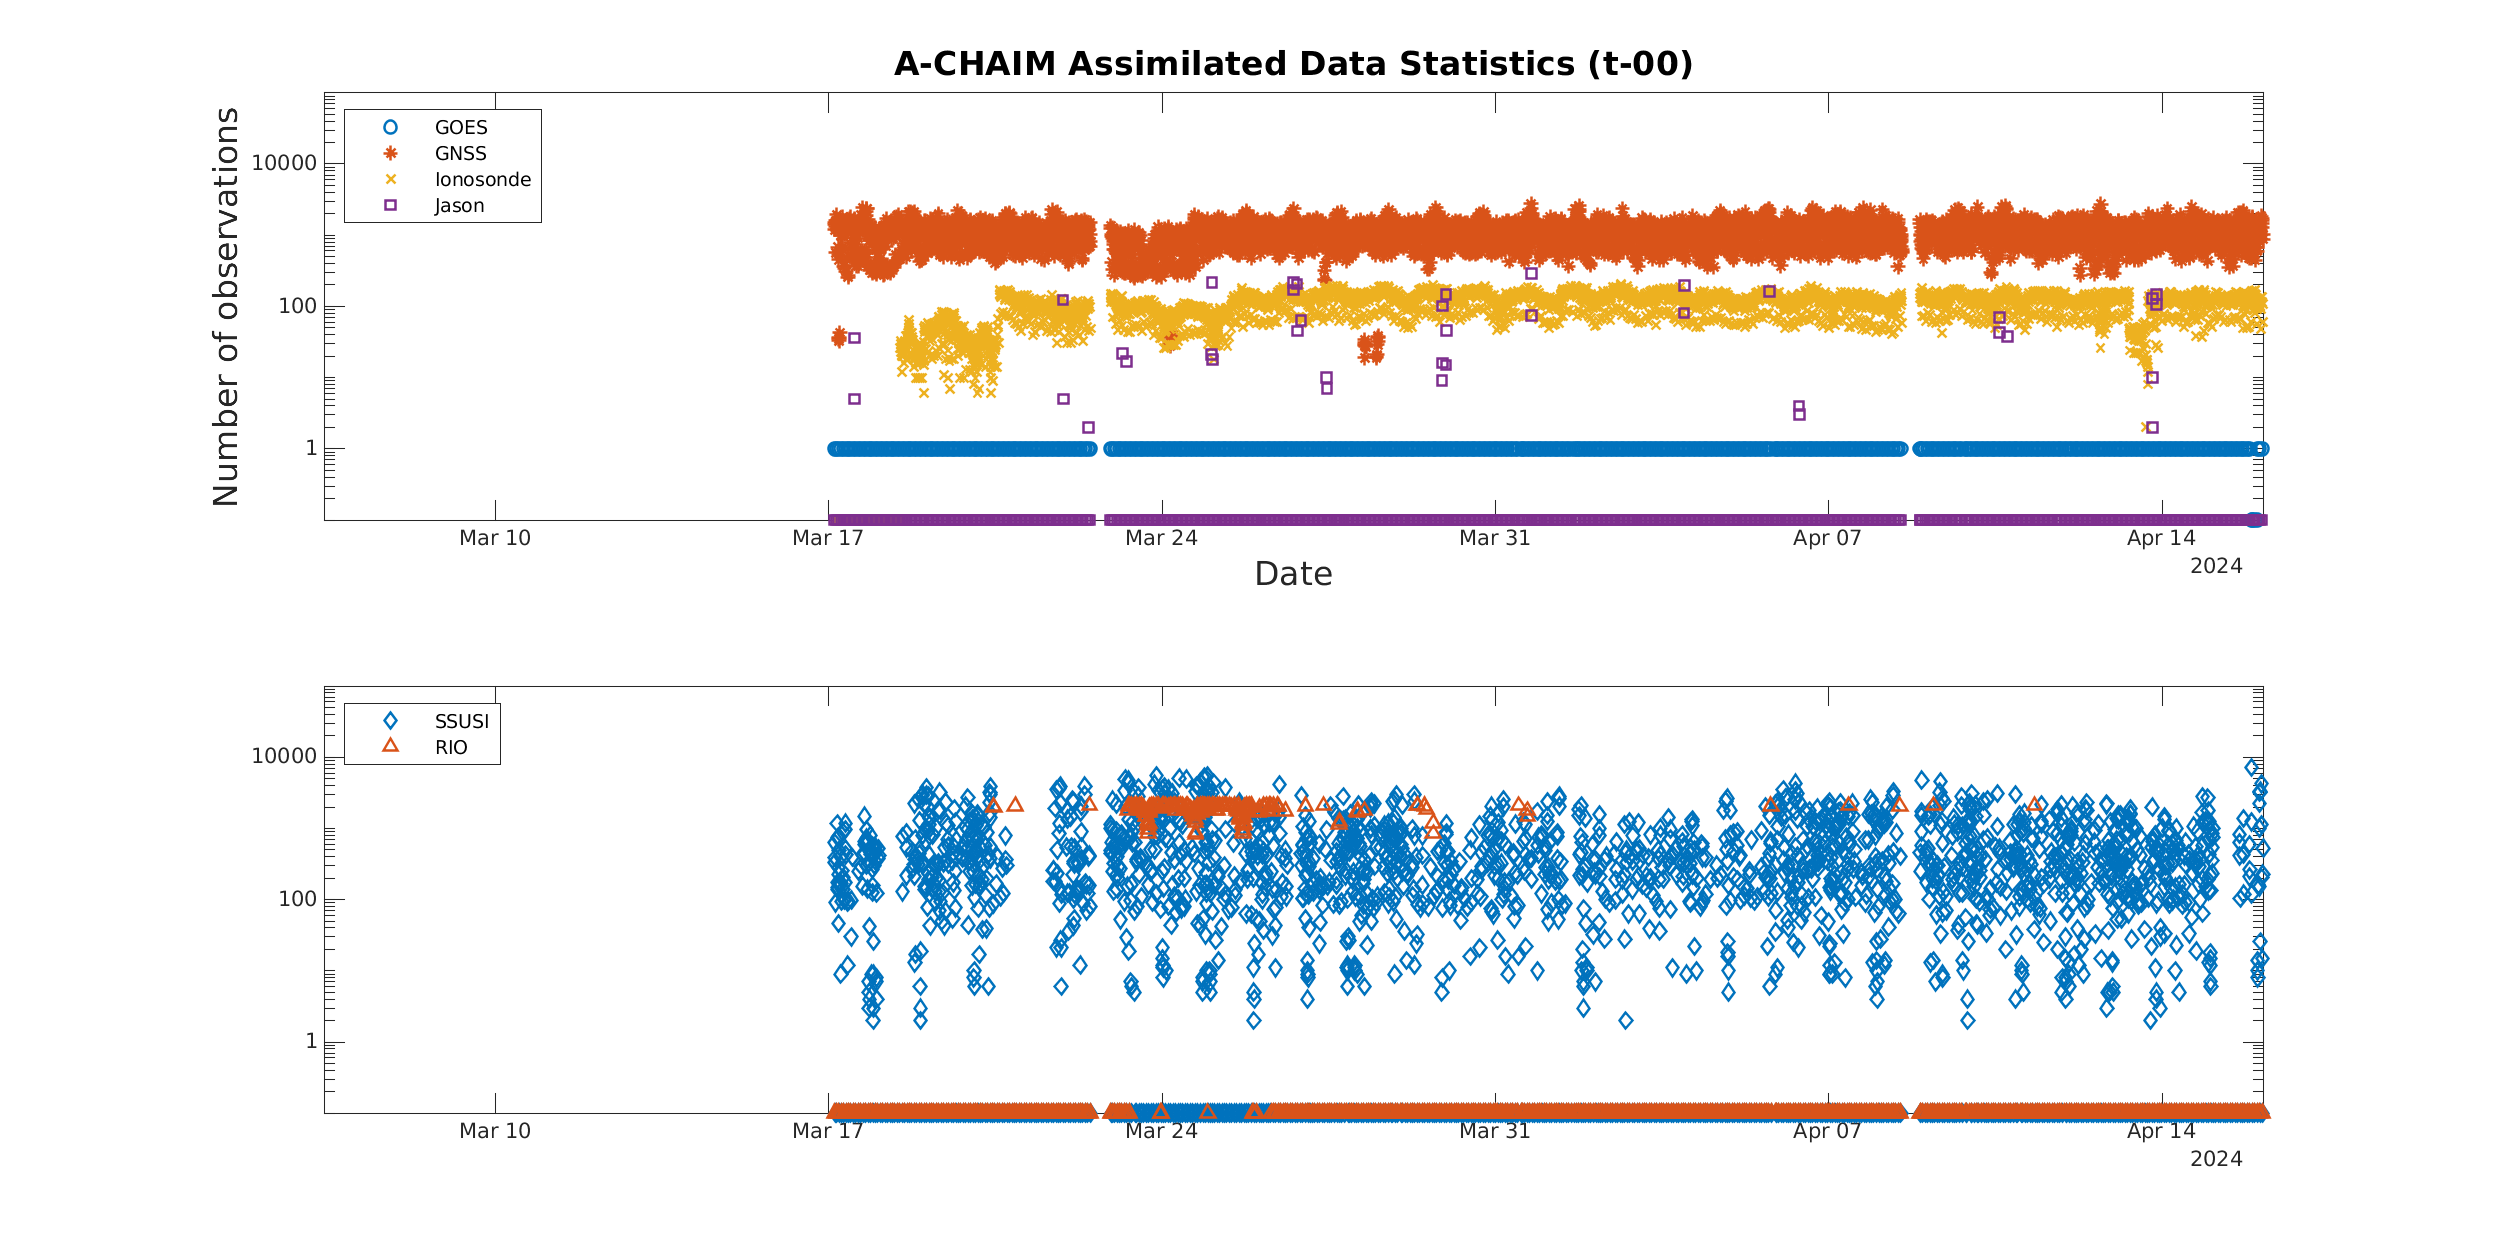 A-CHAIM Assimilated Data Statistics (t-00)
Number of observations
GOES
GNSS
Ionosonde
Jason
10000
100
1
Mar 10 Mar 17 Mar 24 Mar 31 Apr 07 Apr 14
2024
Date
SSUSI
RIO
10000
100
1
Mar 10 Mar 17 Mar 24 Mar 31 Apr 07 Apr 14
2024